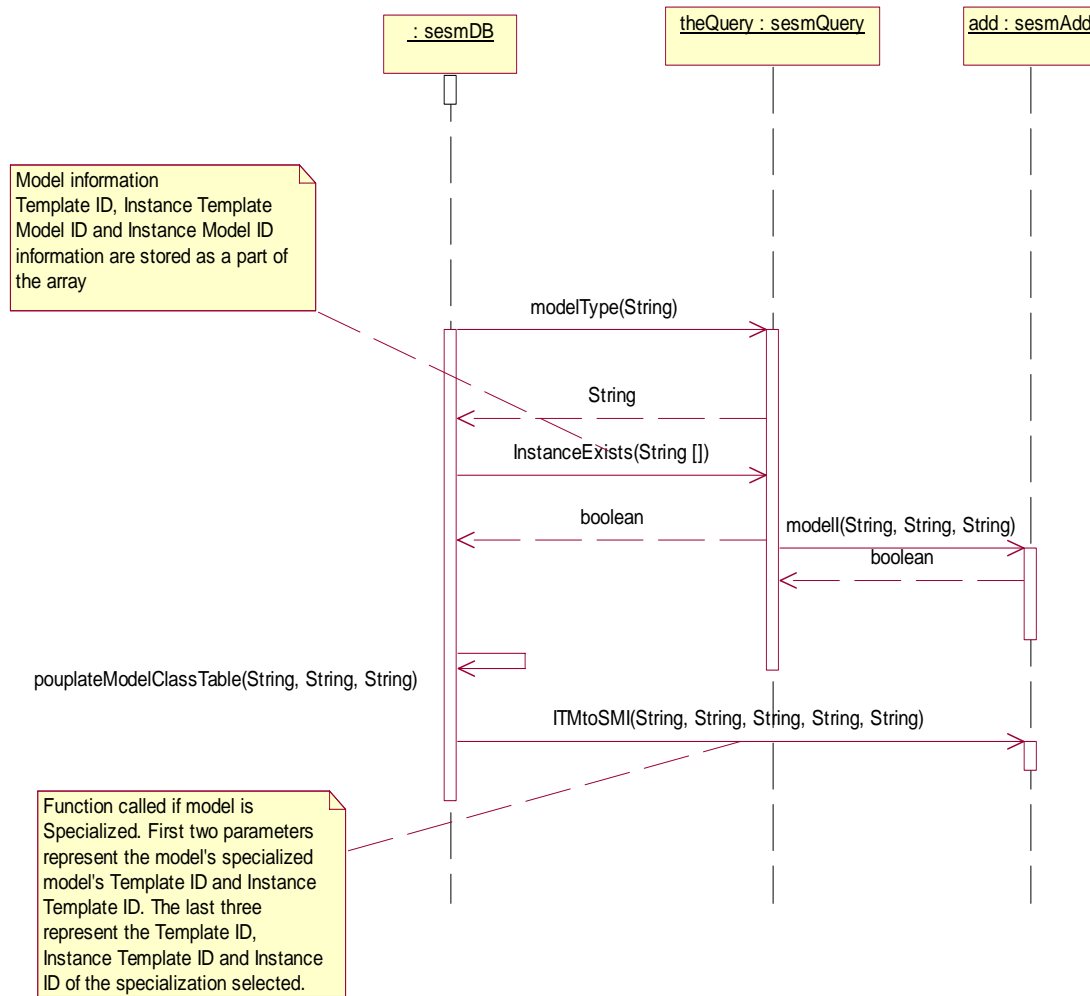 : sesmDB
theQuery : sesmQuery
add : sesmAdd
Model information
Template ID, Instance Template
Model ID and Instance Model ID
information are stored as a part of
the array
modelType(String)
String
InstanceExists(String [])
boolean
modelI(String, String, String)
boolean
pouplateModelClassTable(String, String, String)
ITMtoSMI(String, String, String, String, String)
Function called if model is
Specialized. First two parameters
represent the model's specialized
model's Template ID and Instance
Template ID. The last three
represent the Template ID,
Instance Template ID and Instance
ID of the specialization selected.